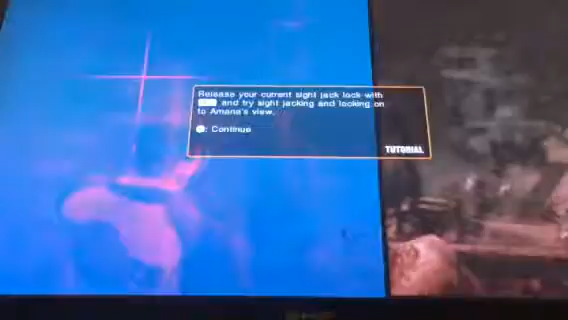 Release your current sight jack lock with
and try sight jacking and locking on
to Amana's view.
: Continue
TUTORIAL